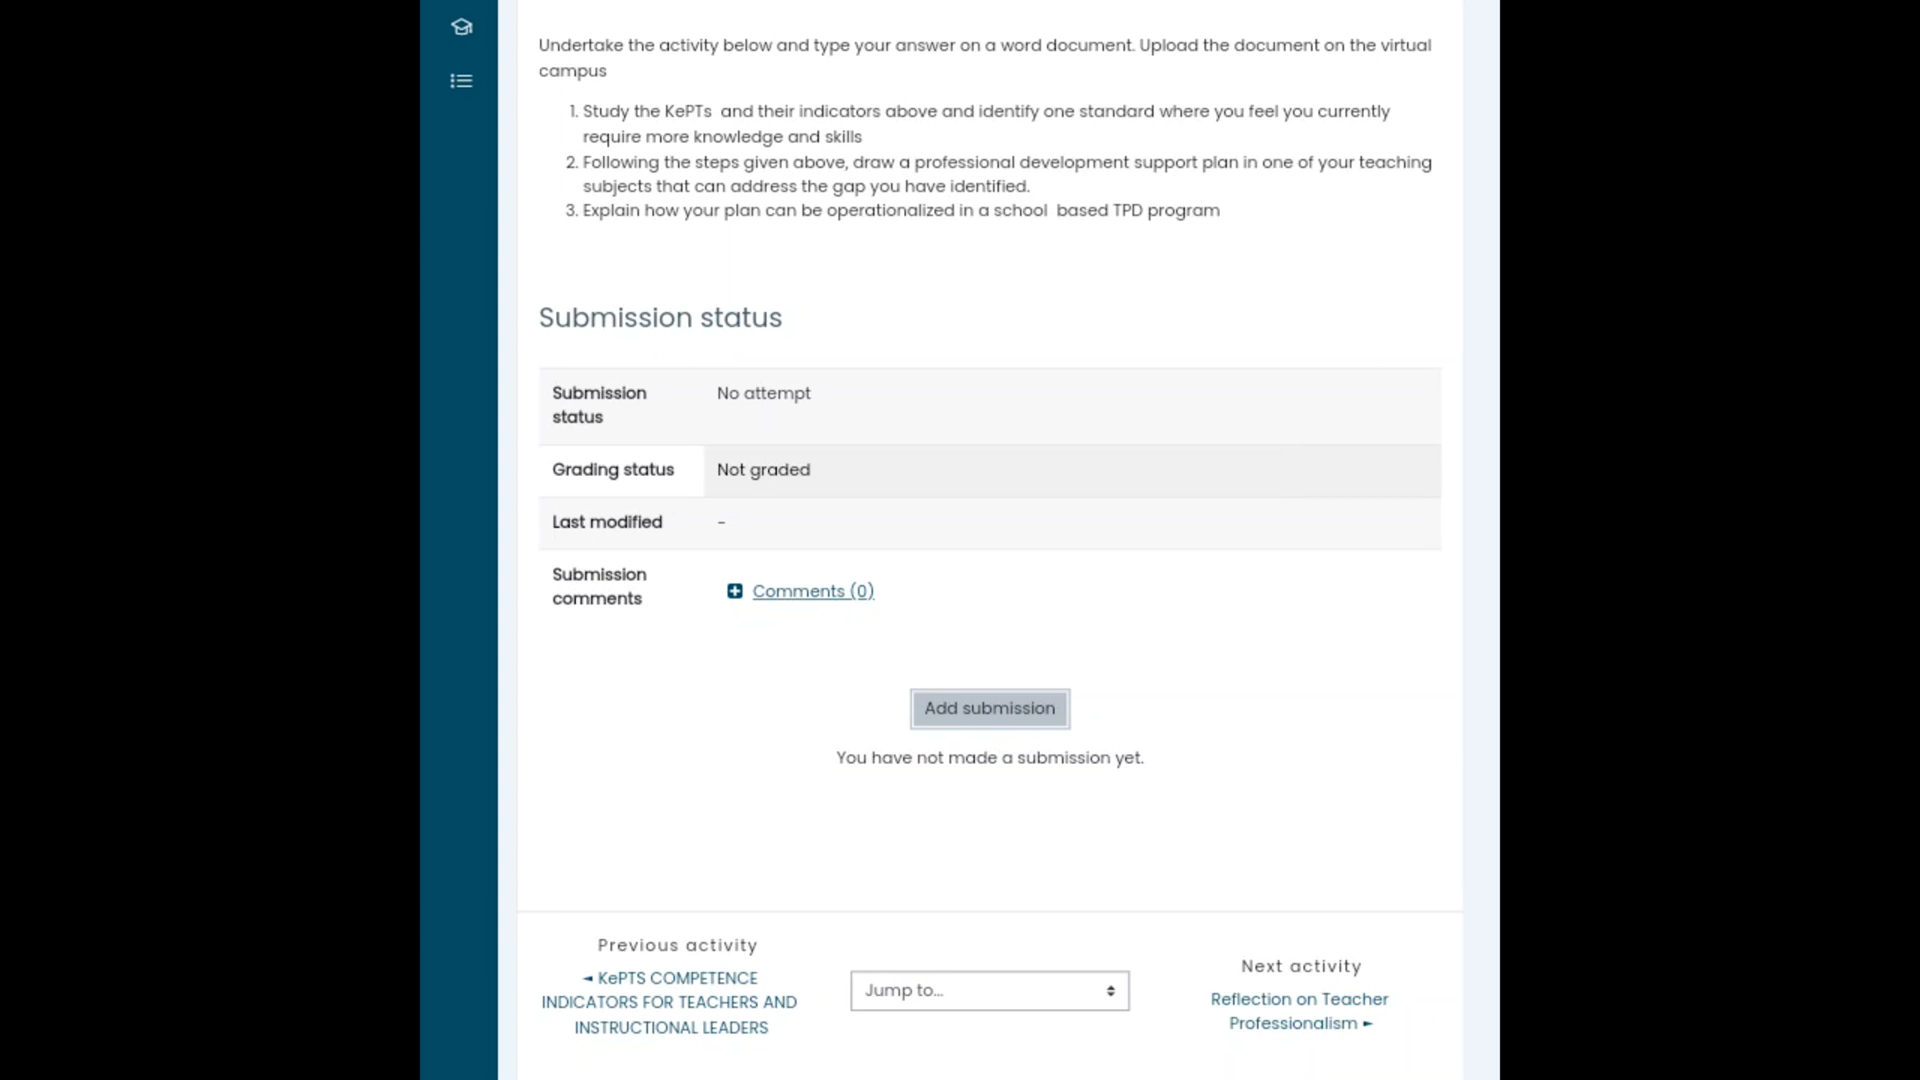 Undertake the activity below and type your answer on a word document. Upload the document on the virtual
campus
1. Study the KePTs  and their indicators above and identify one standard where you feel you currently
require more knowledge and skills
2. Following the steps given above, draw a professional development support plan in one of your teaching
subjects that can address the gap you have identified.
3. Explain how your plan can be operationalized in a school  based TPD program
Submission status
Submission
status
No attempt
Grading status
Not graded
Last modified
-
Submission
comments
Comments (0)
Add submission
You have not made a submission yet.
Previous activity
◄ KePTS COMPETENCE
INDICATORS FOR TEACHERS AND
INSTRUCTIONAL LEADERS
Jump to...
Next activity
Reflection on Teacher
Professionalism ►